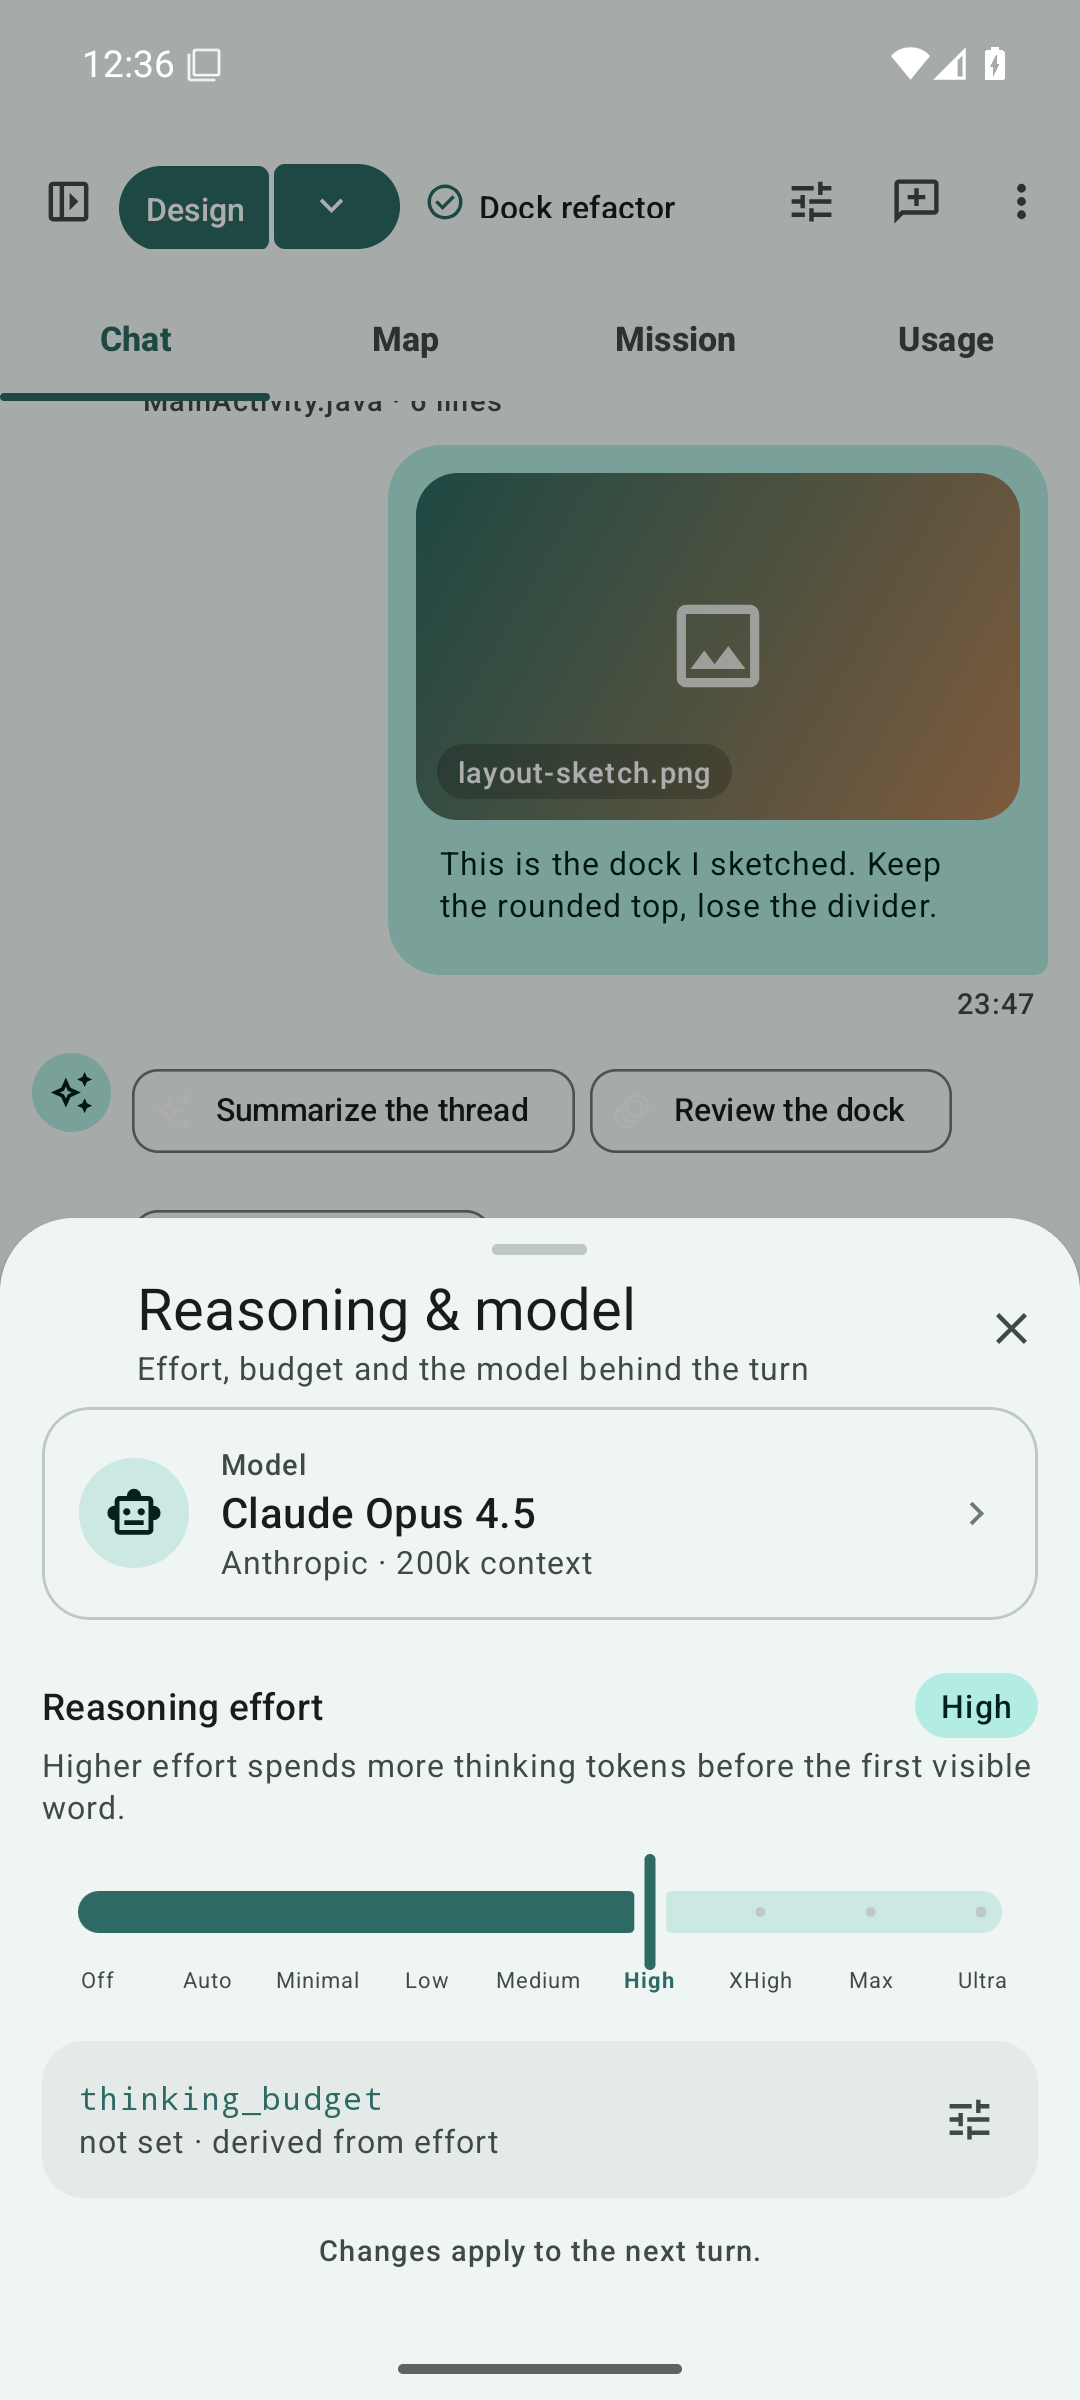 12:36
Design
Dock refactor
Chat
Map
Mission
Usage
MainActivity.java · 6 lines
layout-sketch.png
This is the dock I sketched. Keep
the rounded top, lose the divider.
23:47
Summarize the thread
Review the dock
Reasoning & model
Effort, budget and the model behind the turn
Model
Claude Opus 4.5
Anthropic · 200k context
Reasoning effort
High
Higher effort spends more thinking tokens before the first visible
word.
Off
Auto
Minimal
Low
Medium
High
XHigh
Max
Ultra
thinking_budget
not set · derived from effort
Changes apply to the next turn.